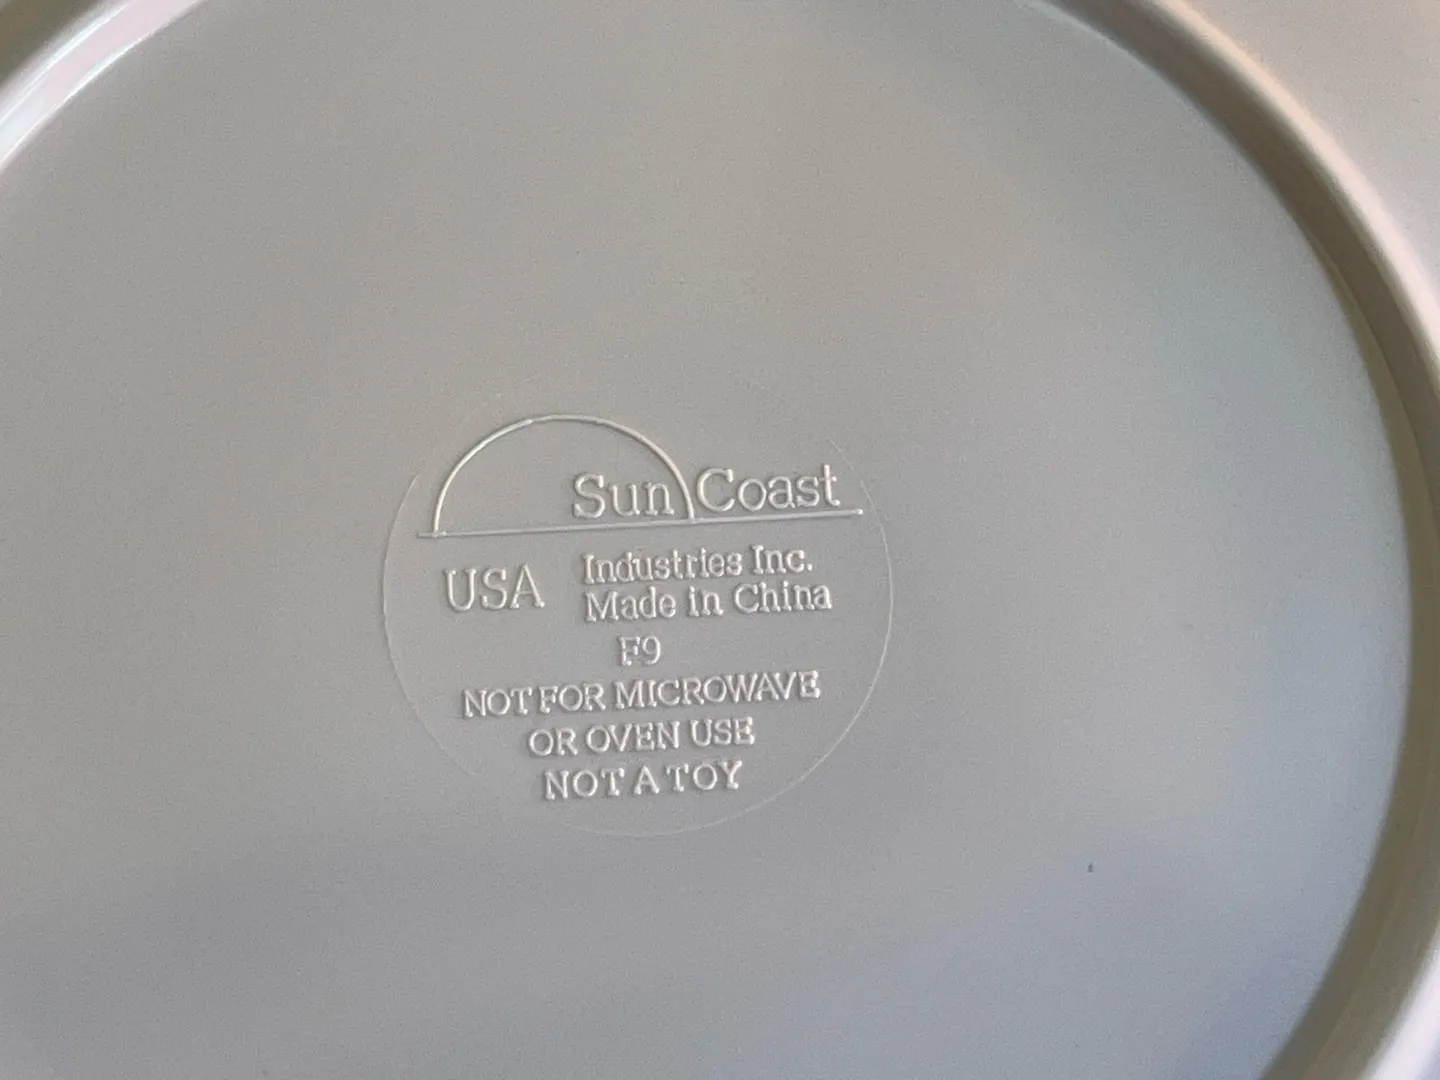 Sun Coast
USA Industries Inc.
Made in China
F9
NOT FOR MICROWAVE
OR OVEN USE
NOT A TOY